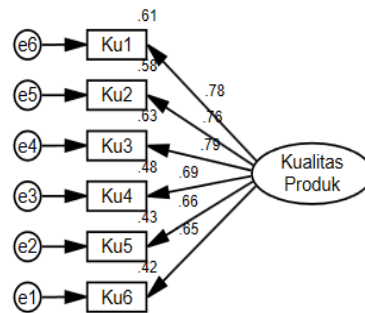 .61
e6
Ku1
.78
.58
e5
Ku2
.76
.63
e4
Ku3
.79
Kualitas
Produk
.48
e3
Ku4
.69
.43
e2
Ku5
.66
.42
e1
Ku6
.65